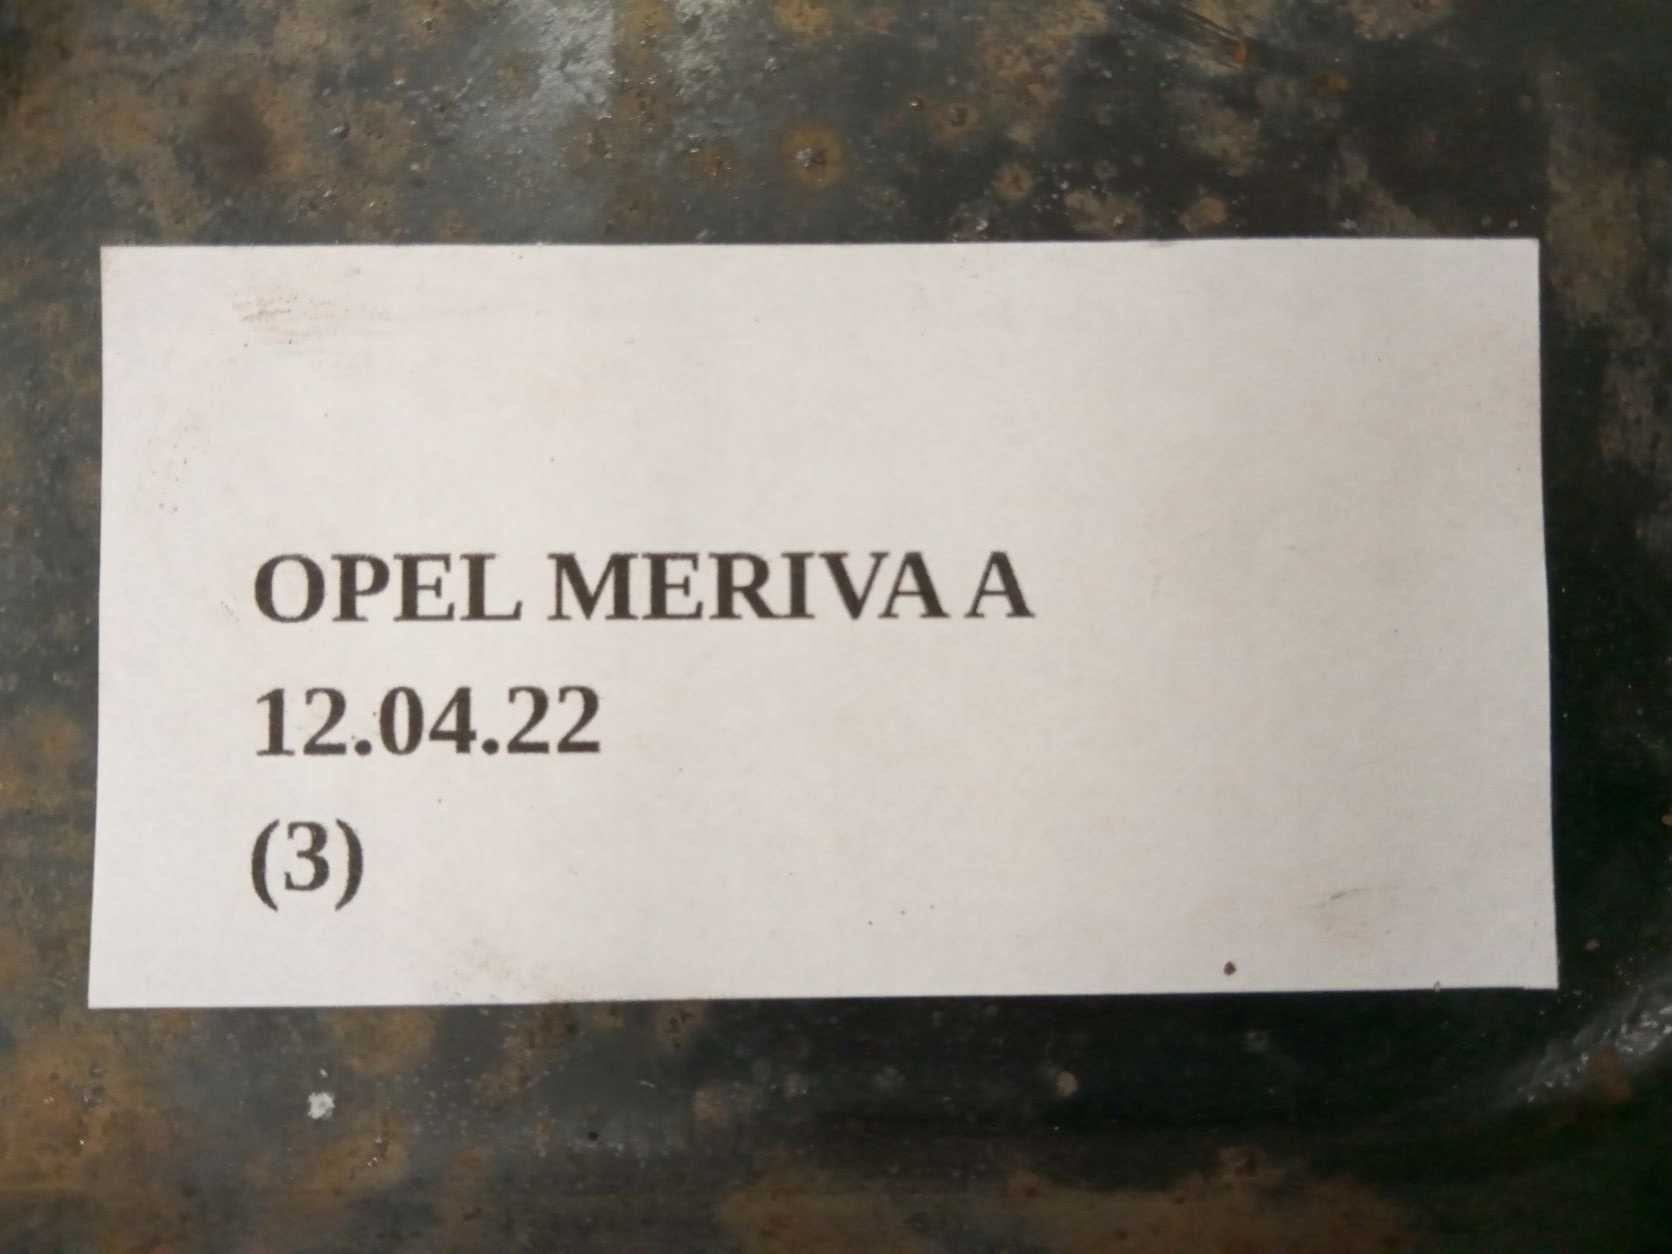 OPEL MERIVA A
12.04.22
(3)